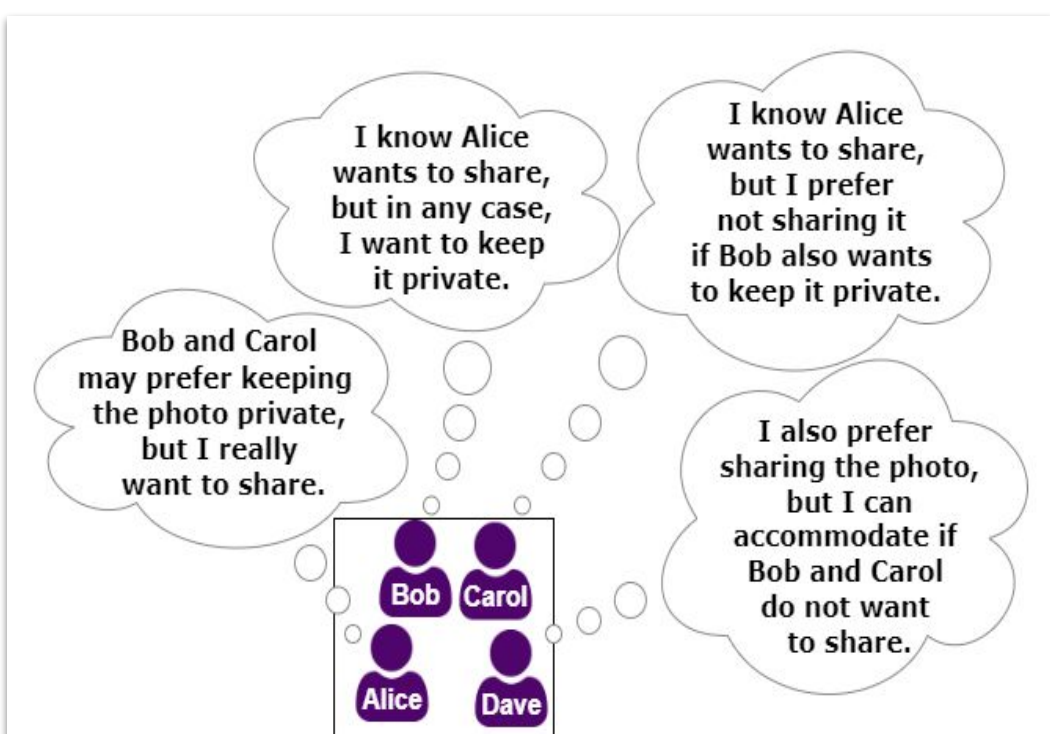 I know Alice
wants to share,
but in any case,
I want to keep
it private.
I know Alice
wants to share,
but I prefer
not sharing it
if Bob also wants
to keep it private.
Bob and Carol
may prefer keeping
the photo private,
but I really
want to share.
I also prefer
sharing the photo,
but I can
accommodate if
Bob and Carol
do not want
to share.
Bob
Carol
Alice
Dave